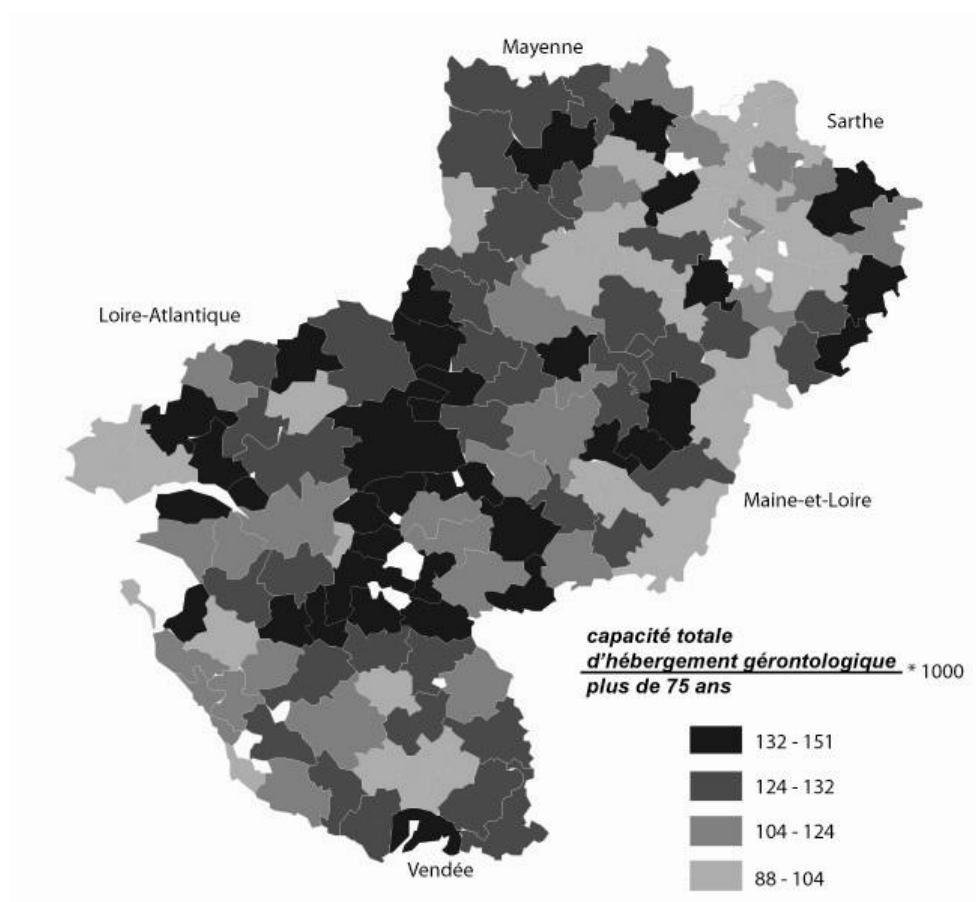 Mayenne
Sarthe
Loire-Atlantique
Maine-et-Loire
capacité totale
d'hébergement gérontologique
plus de 75 ans
* 1000
132 - 151
124 - 132
104 - 124
88 - 104
Vendée